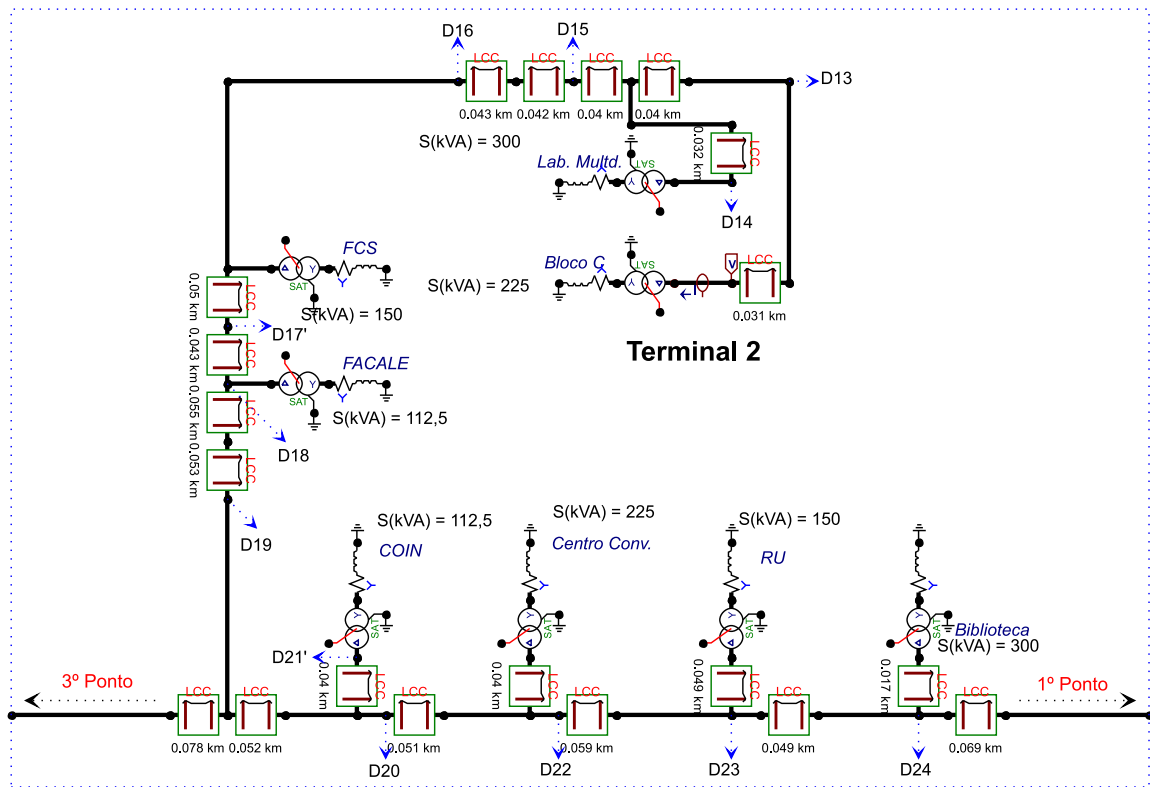 D16
D15
LCC
LCC
LCC
LCC
D13
0.043 km
0.042 km
0.04 km
0.04 km
S(kVA) = 300
0.032 km
LCC
Lab. Multd.
SAT
Y
D14
FCS
SAT
Y
Y
S(kVA) = 150
Bloco C
SAT
Y
V
I
LCC
S(kVA) = 225
0.031 km
Terminal 2
0.05 km
LCC
D17'
0.043 km
LCC
FACALE
SAT
Y
Y
S(kVA) = 112,5
0.055 km
LCC
D18
0.053 km
LCC
D19
S(kVA) = 112,5
COIN
Y
Y
SAT
D21'
0.04 km
LCC
S(kVA) = 225
Centro Conv.
Y
Y
SAT
0.04 km
LCC
S(kVA) = 150
RU
Y
Y
SAT
0.049 km
LCC
Y
Y
SAT
Biblioteca
S(kVA) = 300
0.017 km
LCC
3º Ponto
1º Ponto
LCC
LCC
LCC
LCC
LCC
LCC
0.078 km
0.052 km
0.051 km
0.059 km
0.049 km
0.069 km
D20
D22
D23
D24